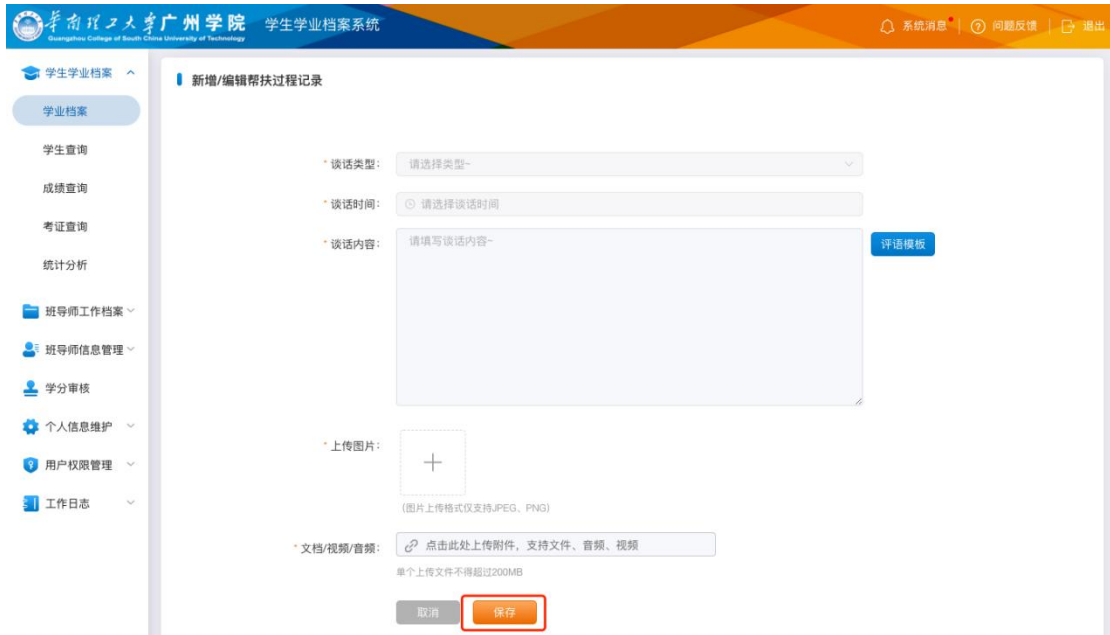 华南理工大学广州学院 学生学业档案系统 系统消息 问题反馈 退出
Guangzhou College of South China University of Technology
学生学业档案
新增/编辑帮扶过程记录
学业档案
学生查询
成绩查询
考证查询
统计分析
班导师工作档案
班导师信息管理
学分审核
个人信息维护
用户权限管理
工作日志
*谈话类型: 请选择类型~
*谈话时间: 请选择谈话时间
*谈话内容: 请填写谈话内容~ 评语模板
*上传图片:
(图片上传格式仅支持JPEG、PNG)
*文档/视频/音频: 点击此处上传附件，支持文件、音频、视频
单个上传文件不得超过200MB
取消 保存